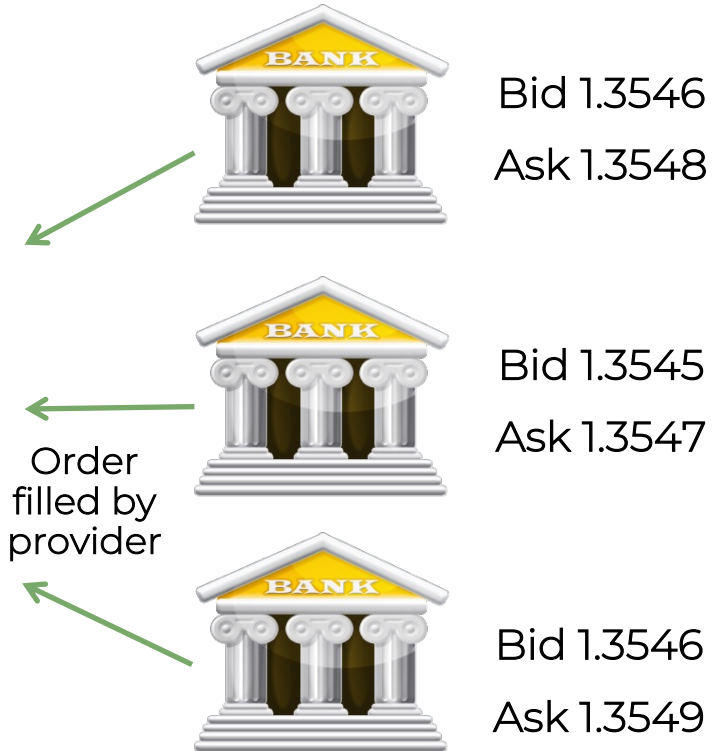 BANK
Bid 1.3546
Ask 1.3548
BANK
Bid 1.3545
Ask 1.3547
Order
filled by
provider
BANK
Bid 1.3546
Ask 1.3549